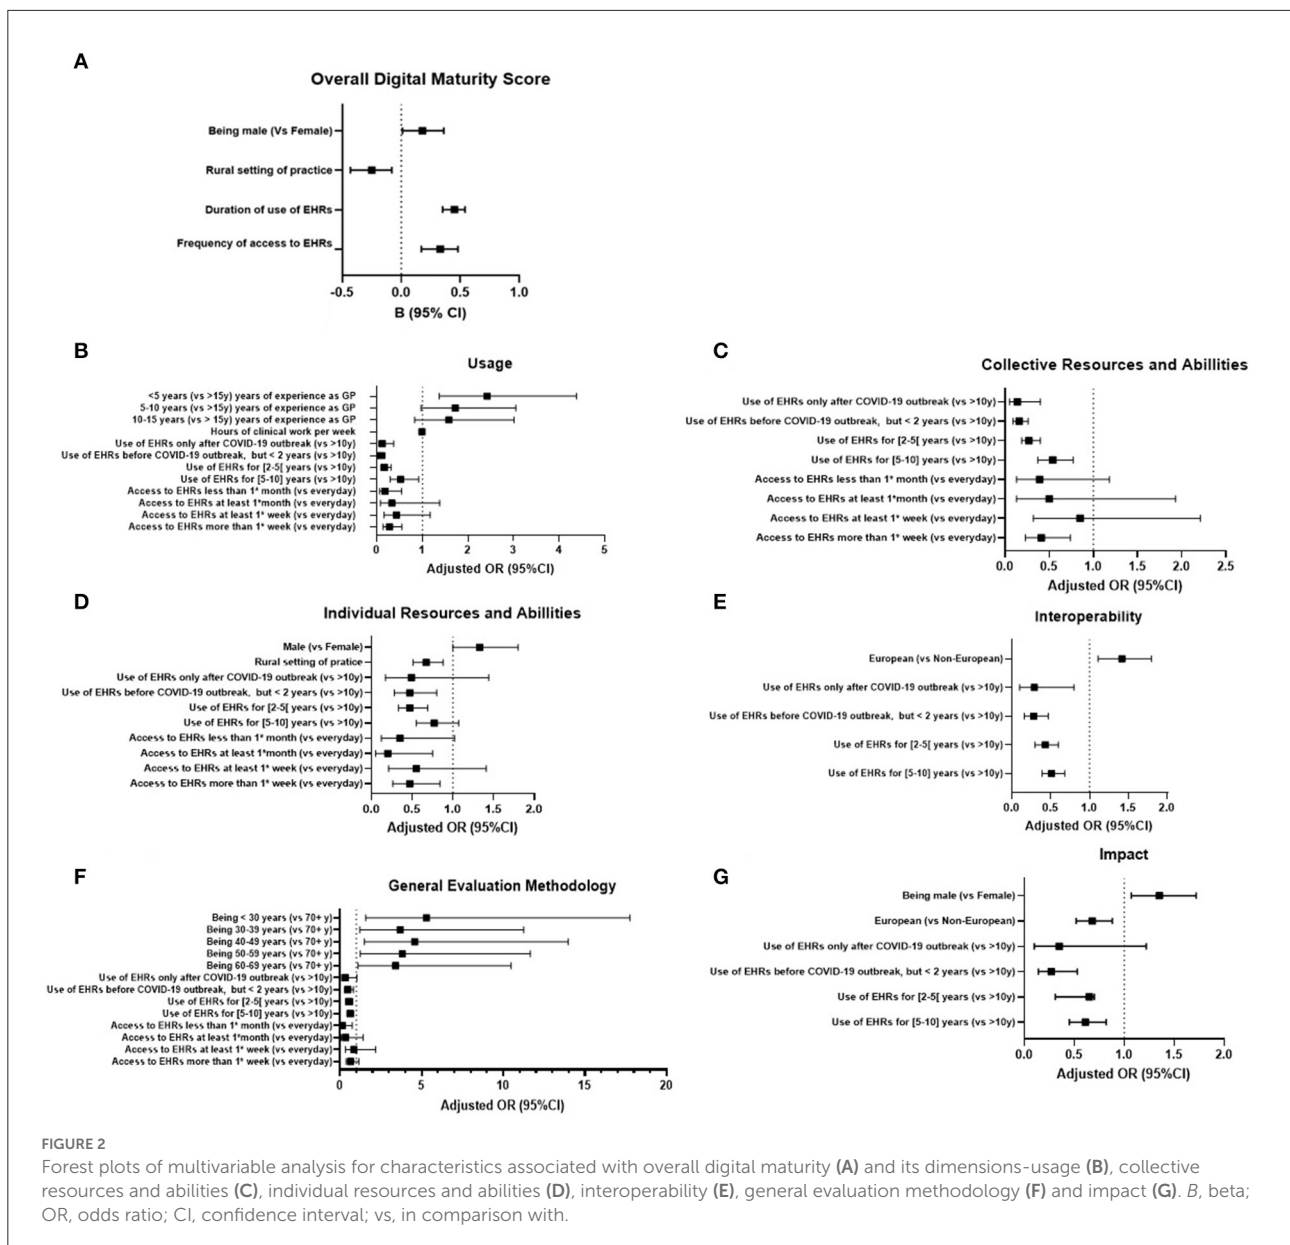 A
Overall Digital Maturity Score
Being male (Vs Female)
Rural setting of practice
Duration of use of EHRs
Frequency of access to EHRs
-0.5 0.0 0.5 1.0
B (95% CI)
B
Usage
<5 years (vs >15y) years of experience as GP
5-10 years (vs >15y) years of experience as GP
10-15 years (vs > 15y) years of experience as GP
Hours of clinical work per week
Use of EHRs only after COVID-19 outbreak (vs >10y)
Use of EHRs before COVID-19 outbreak, but < 2 years (vs >10y)
Use of EHRs for [2-5[ years (vs >10y)
Use of EHRs for [5-10] years (vs >10y)
Access to EHRs less than 1* month (vs everyday)
Access to EHRs at least 1*month (vs everyday)
Access to EHRs at least 1* week (vs everyday)
Access to EHRs more than 1* week (vs everyday)
0 1 2 3 4 5
Adjusted OR (95%CI)
C
Collective Resources and Abillities
Use of EHRs only after COVID-19 outbreak (vs >10y)
Use of EHRs before COVID-19 outbreak, but < 2 years (vs >10y)
Use of EHRs for [2-5[ years (vs >10y)
Use of EHRs for [5-10] years (vs >10y)
Access to EHRs less than 1* month (vs everyday)
Access to EHRs at least 1*month (vs everyday)
Access to EHRs at least 1* week (vs everyday)
Access to EHRs more than 1* week (vs everyday)
0.0 0.5 1.0 1.5 2.0 2.5
Adjusted OR (95%CI)
D
Individual Resources and Abillities
Male (vs Female)
Rural setting of pratice
Use of EHRs only after COVID-19 outbreak (vs >10y)
Use of EHRs before COVID-19 outbreak, but < 2 years (vs >10y)
Use of EHRs for [2-5[ years (vs >10y)
Use of EHRs for [5-10] years (vs >10y)
Access to EHRs less than 1* month (vs everyday)
Access to EHRs at least 1*month (vs everyday)
Access to EHRs at least 1* week (vs everyday)
Access to EHRs more than 1* week (vs everyday)
0.0 0.5 1.0 1.5 2.0
Adjusted OR (95%CI)
E
Interoperability
European (vs Non-European)
Use of EHRs only after COVID-19 outbreak (vs >10y)
Use of EHRs before COVID-19 outbreak, but < 2 years (vs >10y)
Use of EHRs for [2-5[ years (vs >10y)
Use of EHRs for [5-10] years (vs >10y)
0.0 0.5 1.0 1.5 2.0
Adjusted OR (95%CI)
F
General Evaluation Methodology
Being < 30 years (vs 70+ y)
Being 30-39 years (vs 70+ y)
Being 40-49 years (vs 70+ y)
Being 50-59 years (vs 70+ y)
Being 60-69 years (vs 70+ y)
Use of EHRs only after COVID-19 outbreak (vs >10y)
Use of EHRs before COVID-19 outbreak, but < 2 years (vs >10y)
Use of EHRs for [2-5[ years (vs >10y)
Use of EHRs for [5-10] years (vs >10y)
Access to EHRs less than 1* month (vs everyday)
Access to EHRs at least 1*month (vs everyday)
Access to EHRs at least 1* week (vs everyday)
Access to EHRs more than 1* week (vs everyday)
0 5 10 15 20
Adjusted OR (95%CI)
G
Impact
Being male (vs Female)
European (vs Non-European)
Use of EHRs only after COVID-19 outbreak (vs >10y)
Use of EHRs before COVID-19 outbreak, but < 2 years (vs >10y)
Use of EHRs for [2-5[ years (vs >10y)
Use of EHRs for [5-10] years (vs >10y)
0.0 0.5 1.0 1.5 2.0
Adjusted OR (95%CI)
FIGURE 2
Forest plots of multivariable analysis for characteristics associated with overall digital maturity (A) and its dimensions-usage (B), collective
resources and abilities (C), individual resources and abilities (D), interoperability (E), general evaluation methodology (F) and impact (G). B, beta;
OR, odds ratio; CI, confidence interval; vs, in comparison with.